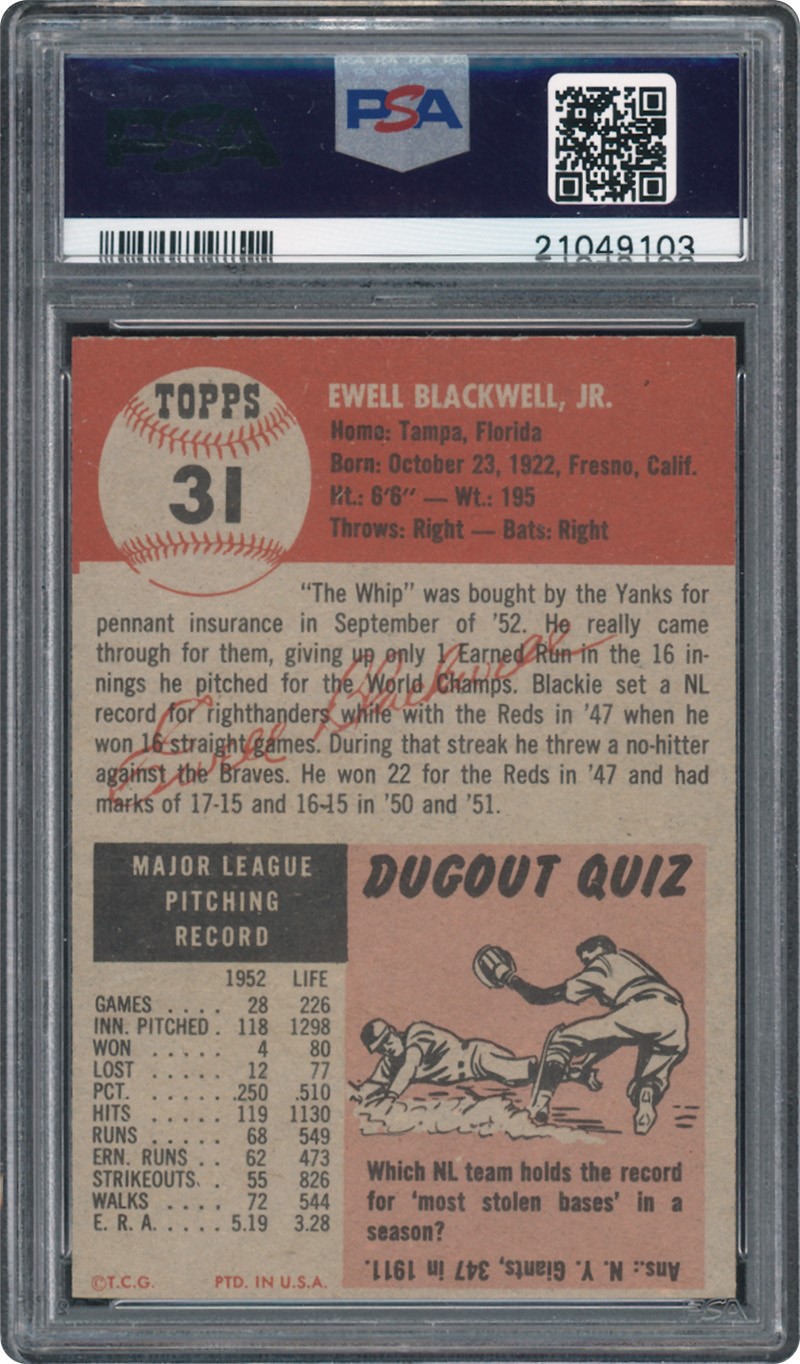 PSA
PSA
21049103
TOPPS
31
EWELL BLACKWELL, JR.
Home: Tampa, Florida
Born: October 23, 1922, Fresno, Calif.
Ht.: 6'6" — Wt.: 195
Throws: Right — Bats: Right
"The Whip" was bought by the Yanks for
pennant insurance in September of '52. He really came
through for them, giving up only 1 Earned Run in the 16 in-
nings he pitched for the World Champs. Blackie set a NL
record for righthanders while with the Reds in '47 when he
won 16 straight games. During that streak he threw a no-hitter
against the Braves. He won 22 for the Reds in '47 and had
marks of 17-15 and 16-15 in '50 and '51.
Ewell Blackwell
MAJOR LEAGUE
PITCHING
RECORD
1952 LIFE
GAMES . . . . 28 226
INN. PITCHED . 118 1298
WON . . . . . 4 80
LOST . . . . . 12 77
PCT. . . . . . .250 .510
HITS . . . . . 119 1130
RUNS . . . . . 68 549
ERN. RUNS . . 62 473
STRIKEOUTS . . 55 826
WALKS . . . . 72 544
E. R. A. . . . . 5.19 3.28
©T.C.G. PTD. IN U.S.A.
DUGOUT QUIZ
Which NL team holds the record
for 'most stolen bases' in a
season?
Ans.: N. Y. Giants, 347 in 1911.
PSA